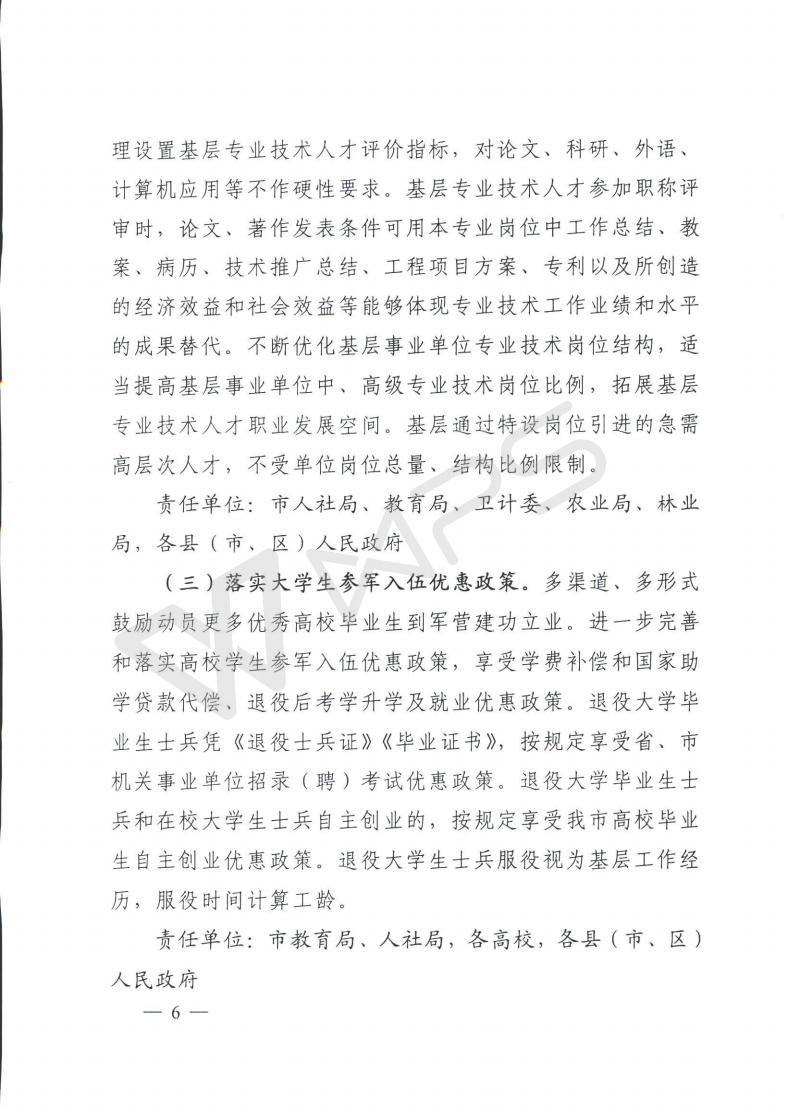 理设置基层专业技术人才评价指标，对论文、科研、外语、
计算机应用等不作硬性要求。基层专业技术人才参加职称评
审时，论文、著作发表条件可用本专业岗位中工作总结、教
案、病历、技术推广总结、工程项目方案、专利以及所创造
的经济效益和社会效益等能够体现专业技术工作业绩和水平
的成果替代。不断优化基层事业单位专业技术岗位结构，适
当提高基层事业单位中、高级专业技术岗位比例，拓展基层
专业技术人才职业发展空间。基层通过特设岗位引进的急需
高层次人才，不受单位岗位总量、结构比例限制。
责任单位：市人社局、教育局、卫计委、农业局、林业
局，各县（市、区）人民政府
（三）落实大学生参军入伍优惠政策。多渠道、多形式
鼓励动员更多优秀高校毕业生到军营建功立业。进一步完善
和落实高校学生参军入伍优惠政策，享受学费补偿和国家助
学贷款代偿、退役后考学升学及就业优惠政策。退役大学毕
业生士兵凭《退役士兵证》《毕业证书》，按规定享受省、市
机关事业单位招录（聘）考试优惠政策。退役大学毕业生士
兵和在校大学生士兵自主创业的，按规定享受我市高校毕业
生自主创业优惠政策。退役大学生士兵服役视为基层工作经
历，服役时间计算工龄。
责任单位：市教育局、人社局，各高校，各县（市、区）
人民政府
— 6 —
WPS